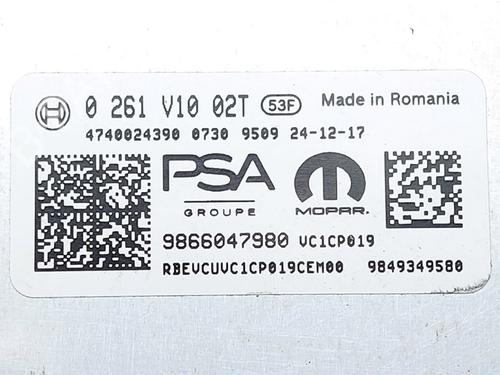 0 261 V10 02T 53F Made in Romania
4740024390 0730 9509 24-12-17
PSA
GROUPE
MOPAR.
9866047980 VC1CP019
RBEVCUVC1CP019CEM00 9849349580